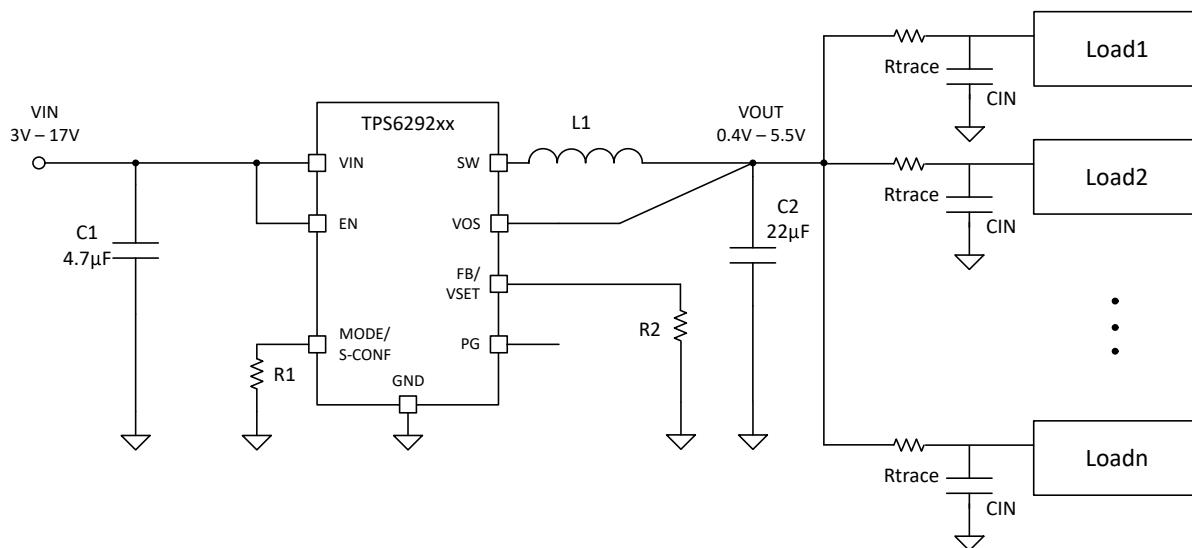 VIN
3V – 17V
C1
4.7µF
TPS6292xx
VIN
EN
MODE/
S-CONF
GND
SW
VOS
FB/
VSET
PG
R1
L1
R2
VOUT
0.4V – 5.5V
C2
22µF
Rtrace
CIN
Load1
Rtrace
CIN
Load2
Rtrace
CIN
Loadn